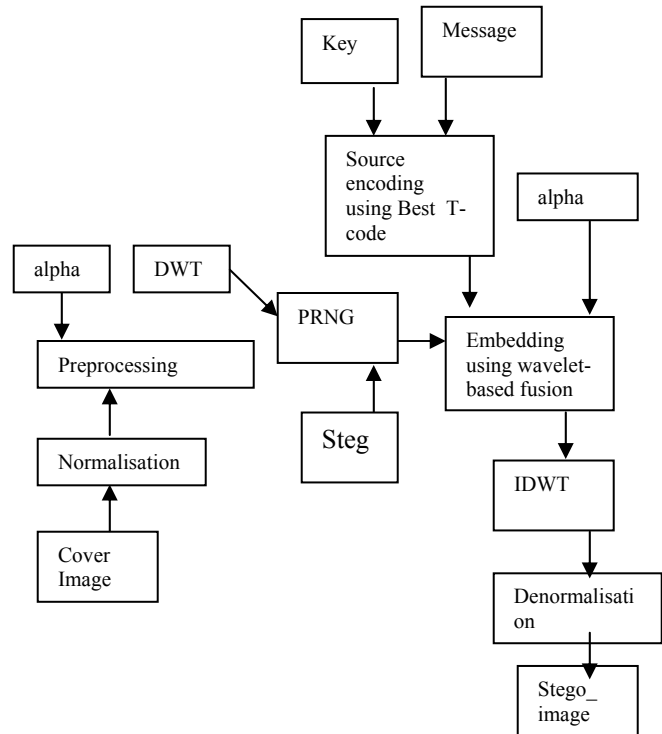 Key
Message
Source
encoding
using Best T-
code
alpha
alpha
DWT
PRNG
Embedding
using wavelet-
based fusion
Preprocessing
Steg
Normalisation
IDWT
Cover
Image
Denormalisati
on
Stego_
image